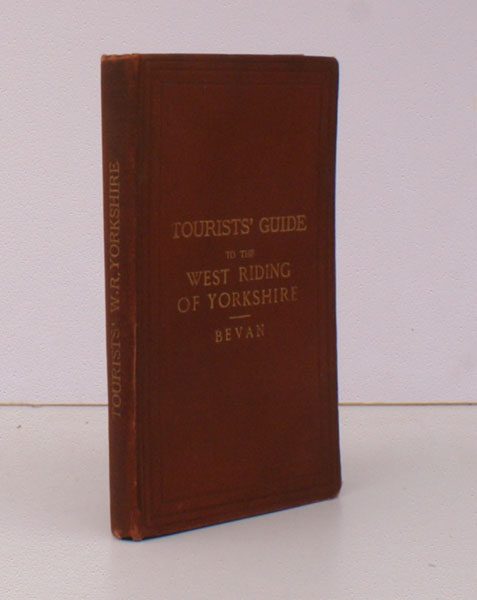 TOURISTS' W.R. YORKSHIRE
TOURISTS' GUIDE
TO THE
WEST RIDING
OF YORKSHIRE
BEVAN